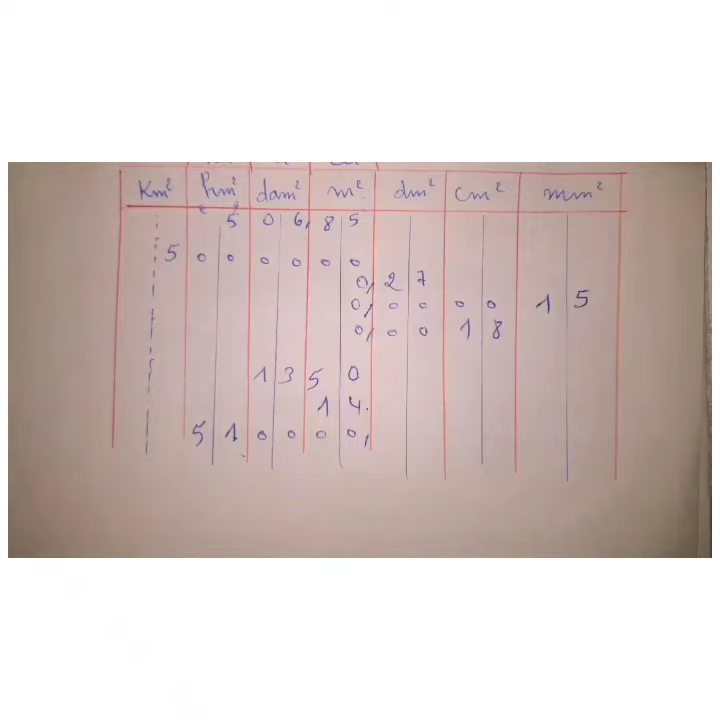 Km² hm² dam² m² dm² cm² mm²
5 0 6, 8 5
5 0 0 0 0 0 0
0, 2 7
0, 0 0 0 0 1 5
0, 0 0 1 8
1 3 5 0
1 4.
5 1 0 0 0 0,